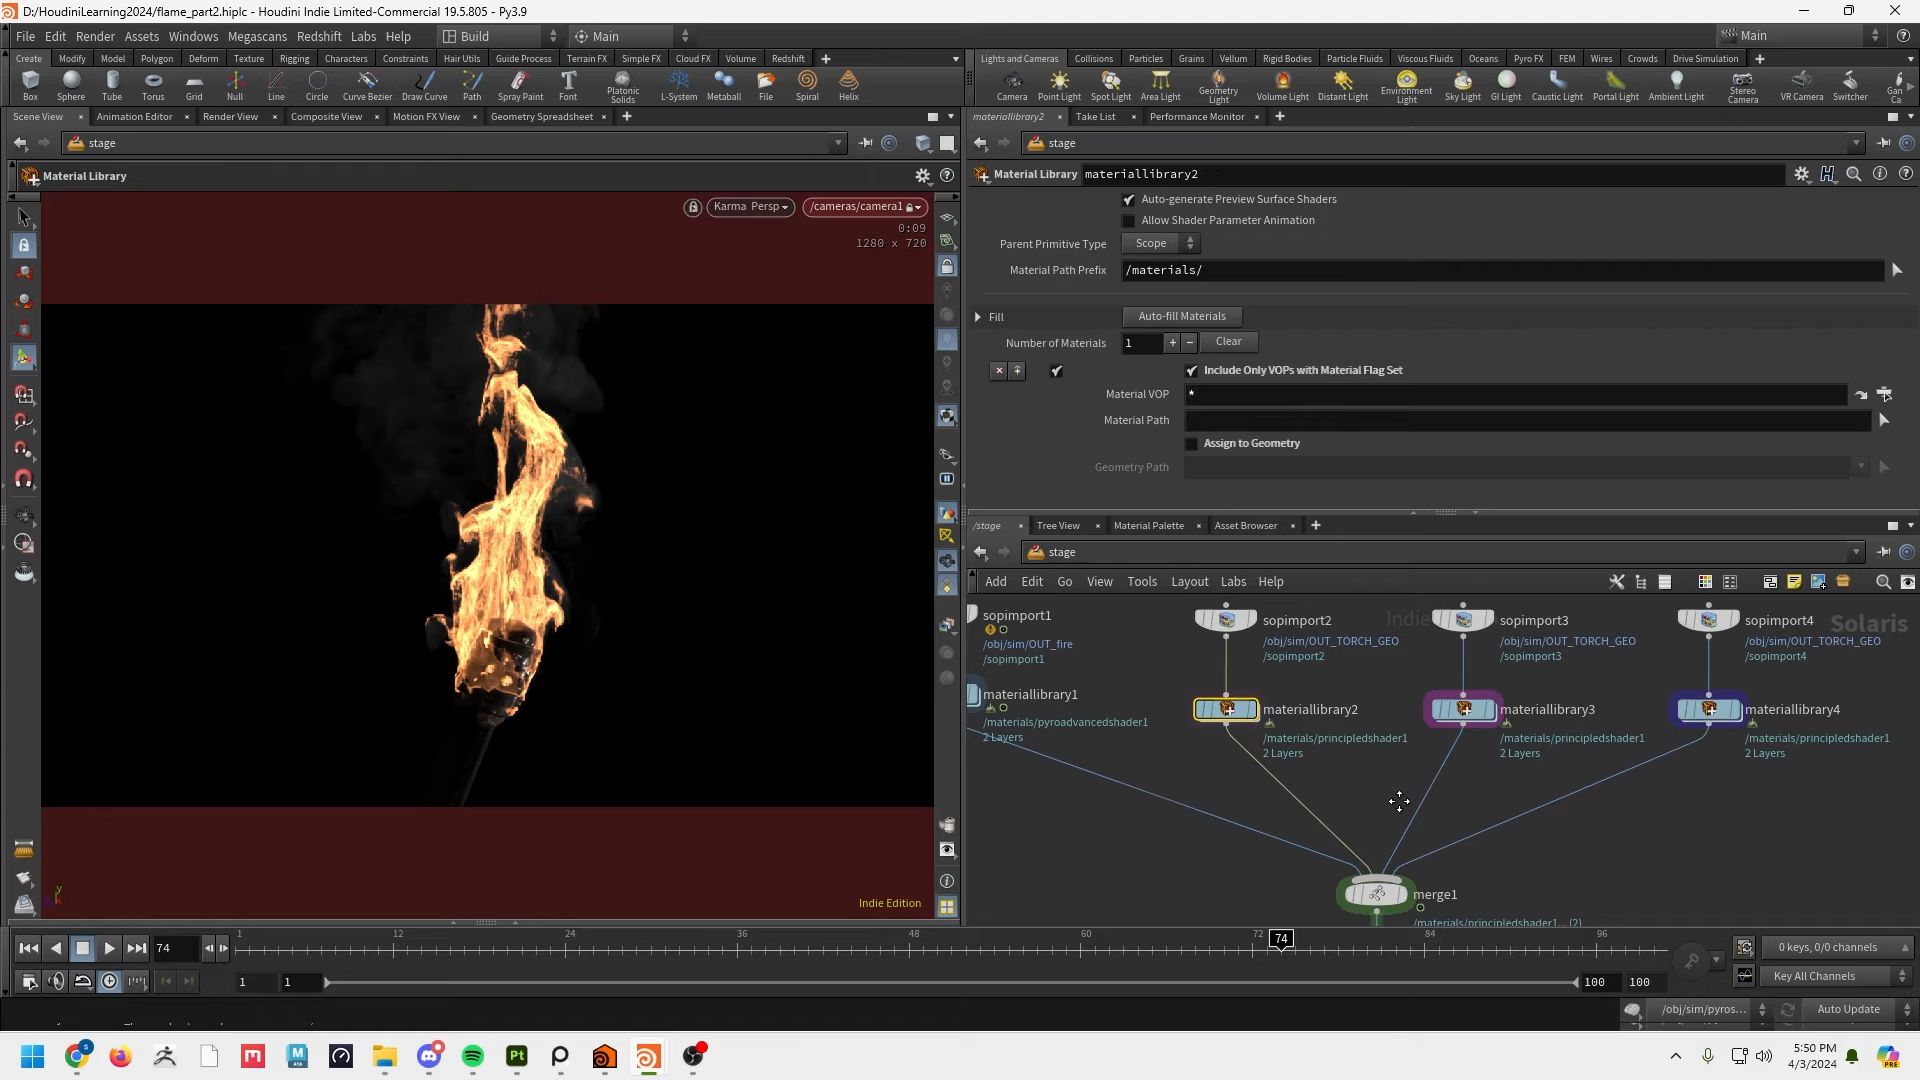 D:/HoudiniLearning2024/flame_part2.hiplc - Houdini Indie Limited-Commercial 19.5.805 - Py3.9
File Edit Render Assets Windows Megascans Redshift Labs Help Build Main Main
Create Modify Model Polygon Deform Texture Rigging Characters Constraints Hair Utils Guide Process Terrain FX Simple FX Cloud FX Volume Redshift
Lights and Cameras Collisions Particles Grains Vellum Rigid Bodies Particle Fluids Viscous Fluids Oceans Pyro FX FEM Wires Crowds Drive Simulation
Box Sphere Tube Torus Grid Null Line Circle Curve Bezier Draw Curve Path Spray Paint Font Platonic Solids L-System Metaball File Spiral Helix
Camera Point Light Spot Light Area Light Geometry Light Volume Light Distant Light Environment Light Sky Light GI Light Caustic Light Portal Light Ambient Light Stereo Camera VR Camera Switcher Gan Ca
Scene View Animation Editor Render View Composite View Motion FX View Geometry Spreadsheet
materiallibrary2 Take List Performance Monitor
stage
stage
Material Library
Material Library materiallibrary2
Karma Persp /cameras/camera1
0:09
1280 x 720
Indie Edition
Auto-generate Preview Surface Shaders
Allow Shader Parameter Animation
Parent Primitive Type Scope
Material Path Prefix /materials/
Fill Auto-fill Materials
Number of Materials 1 Clear
Include Only VOPs with Material Flag Set
Material VOP *
Material Path
Assign to Geometry
Geometry Path
/stage Tree View Material Palette Asset Browser
stage
Add Edit Go View Tools Layout Labs Help
Indie Solaris
sopimport1
/obj/sim/OUT_fire
/sopimport1
sopimport2
/obj/sim/OUT_TORCH_GEO
/sopimport2
sopimport3
/obj/sim/OUT_TORCH_GEO
/sopimport3
sopimport4
/obj/sim/OUT_TORCH_GEO
/sopimport4
materiallibrary1
/materials/pyroadvancedshader1
2 Layers
materiallibrary2
/materials/principledshader1
2 Layers
materiallibrary3
/materials/principledshader1
2 Layers
materiallibrary4
/materials/principledshader1
2 Layers
merge1
/materials/principledshader1... (2)
74 1 12 24 36 48 60 72 74 84 96
0 keys, 0/0 channels
1 1 100 100
Key All Channels
/obj/sim/pyros... Auto Update
5:50 PM
4/3/2024